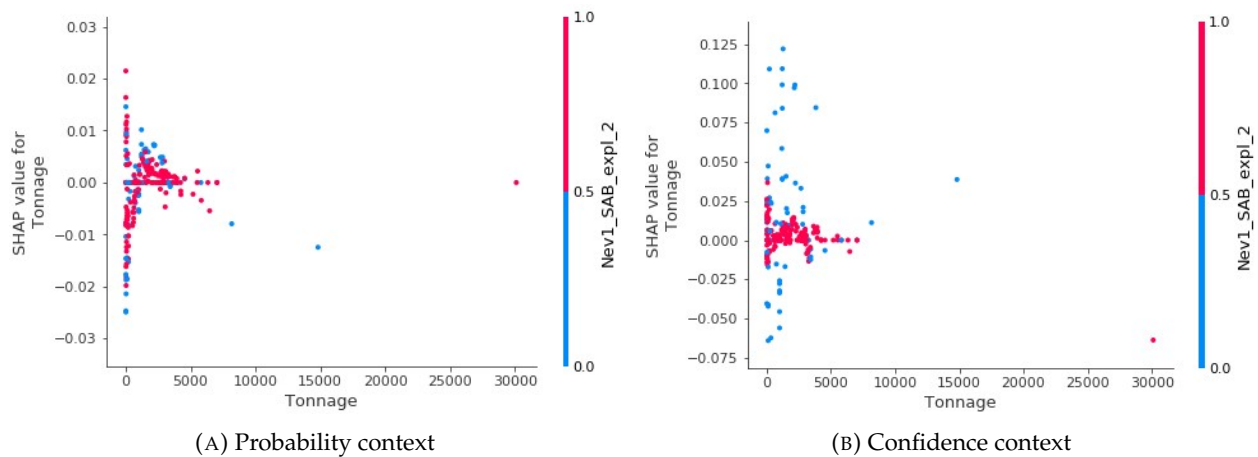 0.03
0.02
0.01
0.00
−0.01
−0.02
−0.03
SHAP value for
Tonnage
0 5000 10000 15000 20000 25000 30000
Tonnage
1.0
0.5
0.0
Nev1_SAB_expl_2
(A) Probability context
0.125
0.100
0.075
0.050
0.025
0.000
−0.025
−0.050
−0.075
SHAP value for
Tonnage
0 5000 10000 15000 20000 25000 30000
Tonnage
1.0
0.5
0.0
Nev1_SAB_expl_2
(B) Confidence context